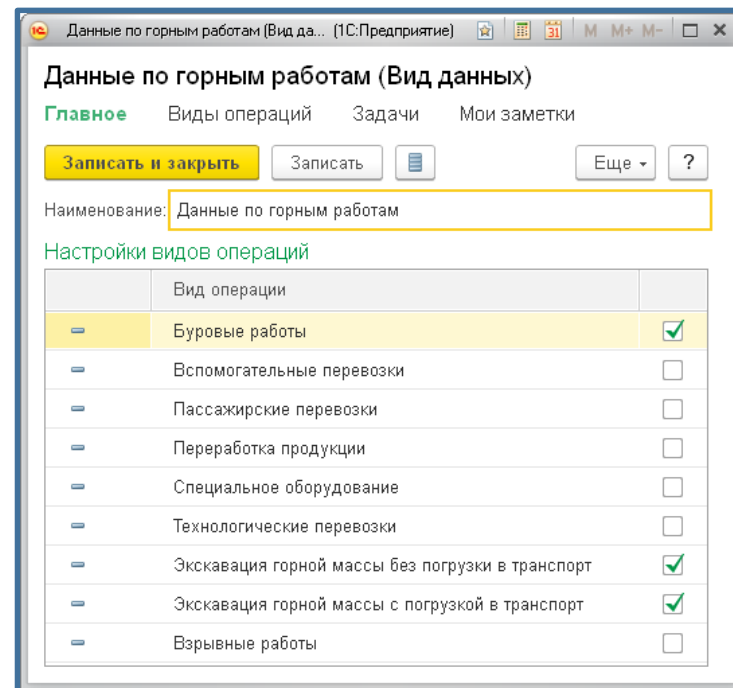 1С Данные по горным работам (Вид да... (1С:Предприятие) 31 M M+ M-
Данные по горным работам (Вид данных)
Главное Виды операций Задачи Мои заметки
Записать и закрыть Записать Еще ?
Наименование: Данные по горным работам
Настройки видов операций
Вид операции
Буровые работы
Вспомогательные перевозки
Пассажирские перевозки
Переработка продукции
Специальное оборудование
Технологические перевозки
Экскавация горной массы без погрузки в транспорт
Экскавация горной массы с погрузкой в транспорт
Взрывные работы